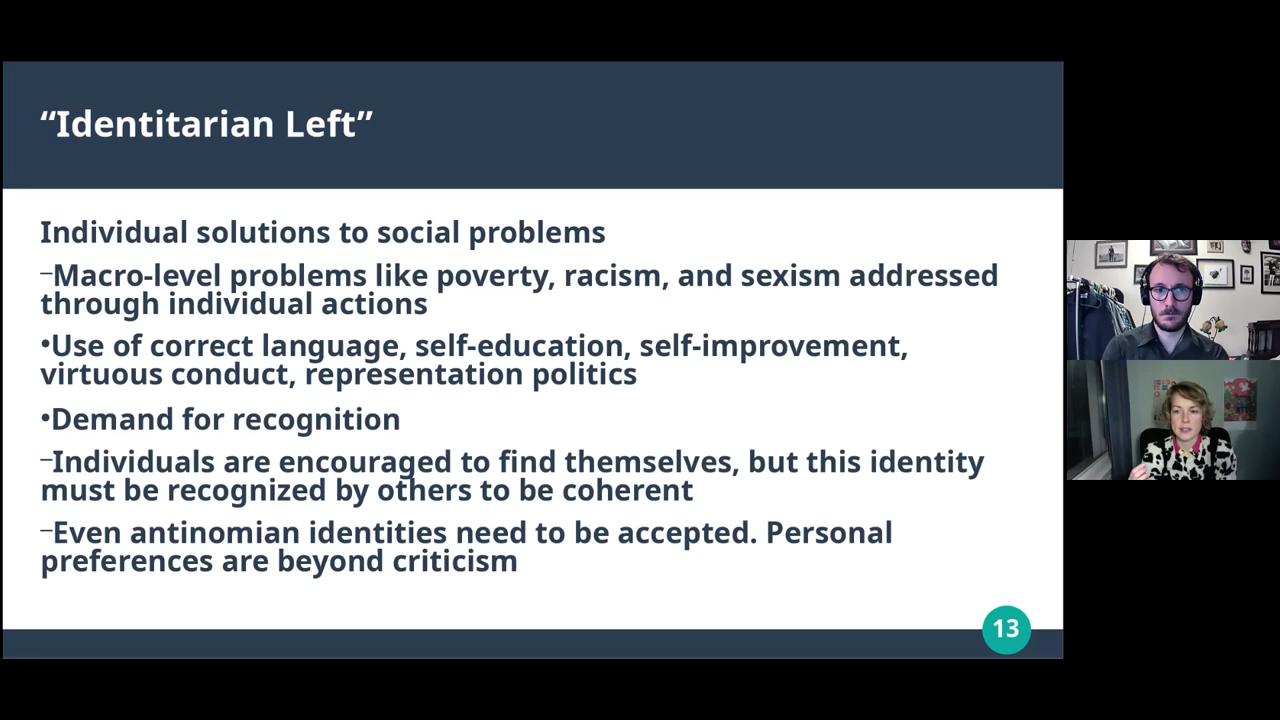 “Identitarian Left”
Individual solutions to social problems
–Macro-level problems like poverty, racism, and sexism addressed
through individual actions
•Use of correct language, self-education, self-improvement,
virtuous conduct, representation politics
•Demand for recognition
–Individuals are encouraged to find themselves, but this identity
must be recognized by others to be coherent
–Even antinomian identities need to be accepted. Personal
preferences are beyond criticism
13